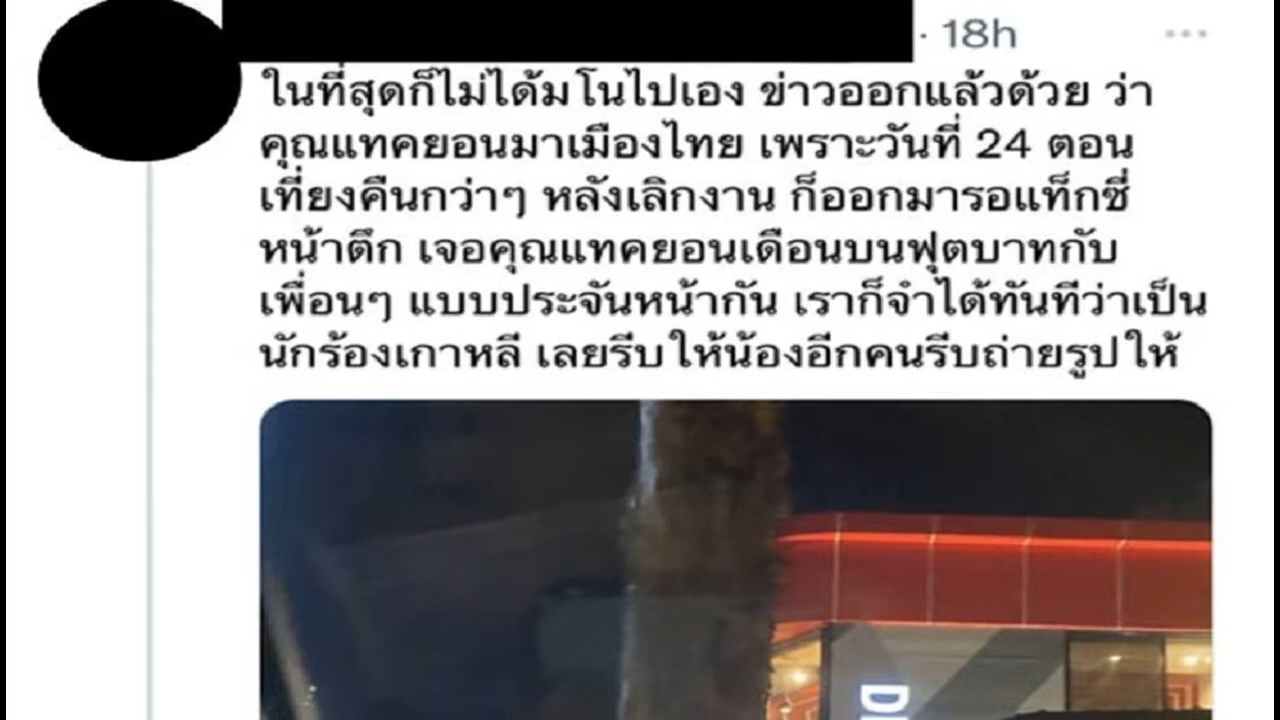 · 18h
ในที่สุดก็ไม่ได้มโนไปเอง ข่าวออกแล้วด้วย ว่า
คุณแทคยอนมาเมืองไทย เพราะวันที่ 24 ตอน
เที่ยงคืนกว่าๆ หลังเลิกงาน ก็ออกมารอแท็กซี่
หน้าตึก เจอคุณแทคยอนเดือนบนฟุตบาทกับ
เพื่อนๆ แบบประจันหน้ากัน เราก็จำได้ทันทีว่าเป็น
นักร้องเกาหลี เลยรีบให้น้องอีกคนรีบถ่ายรูปให้